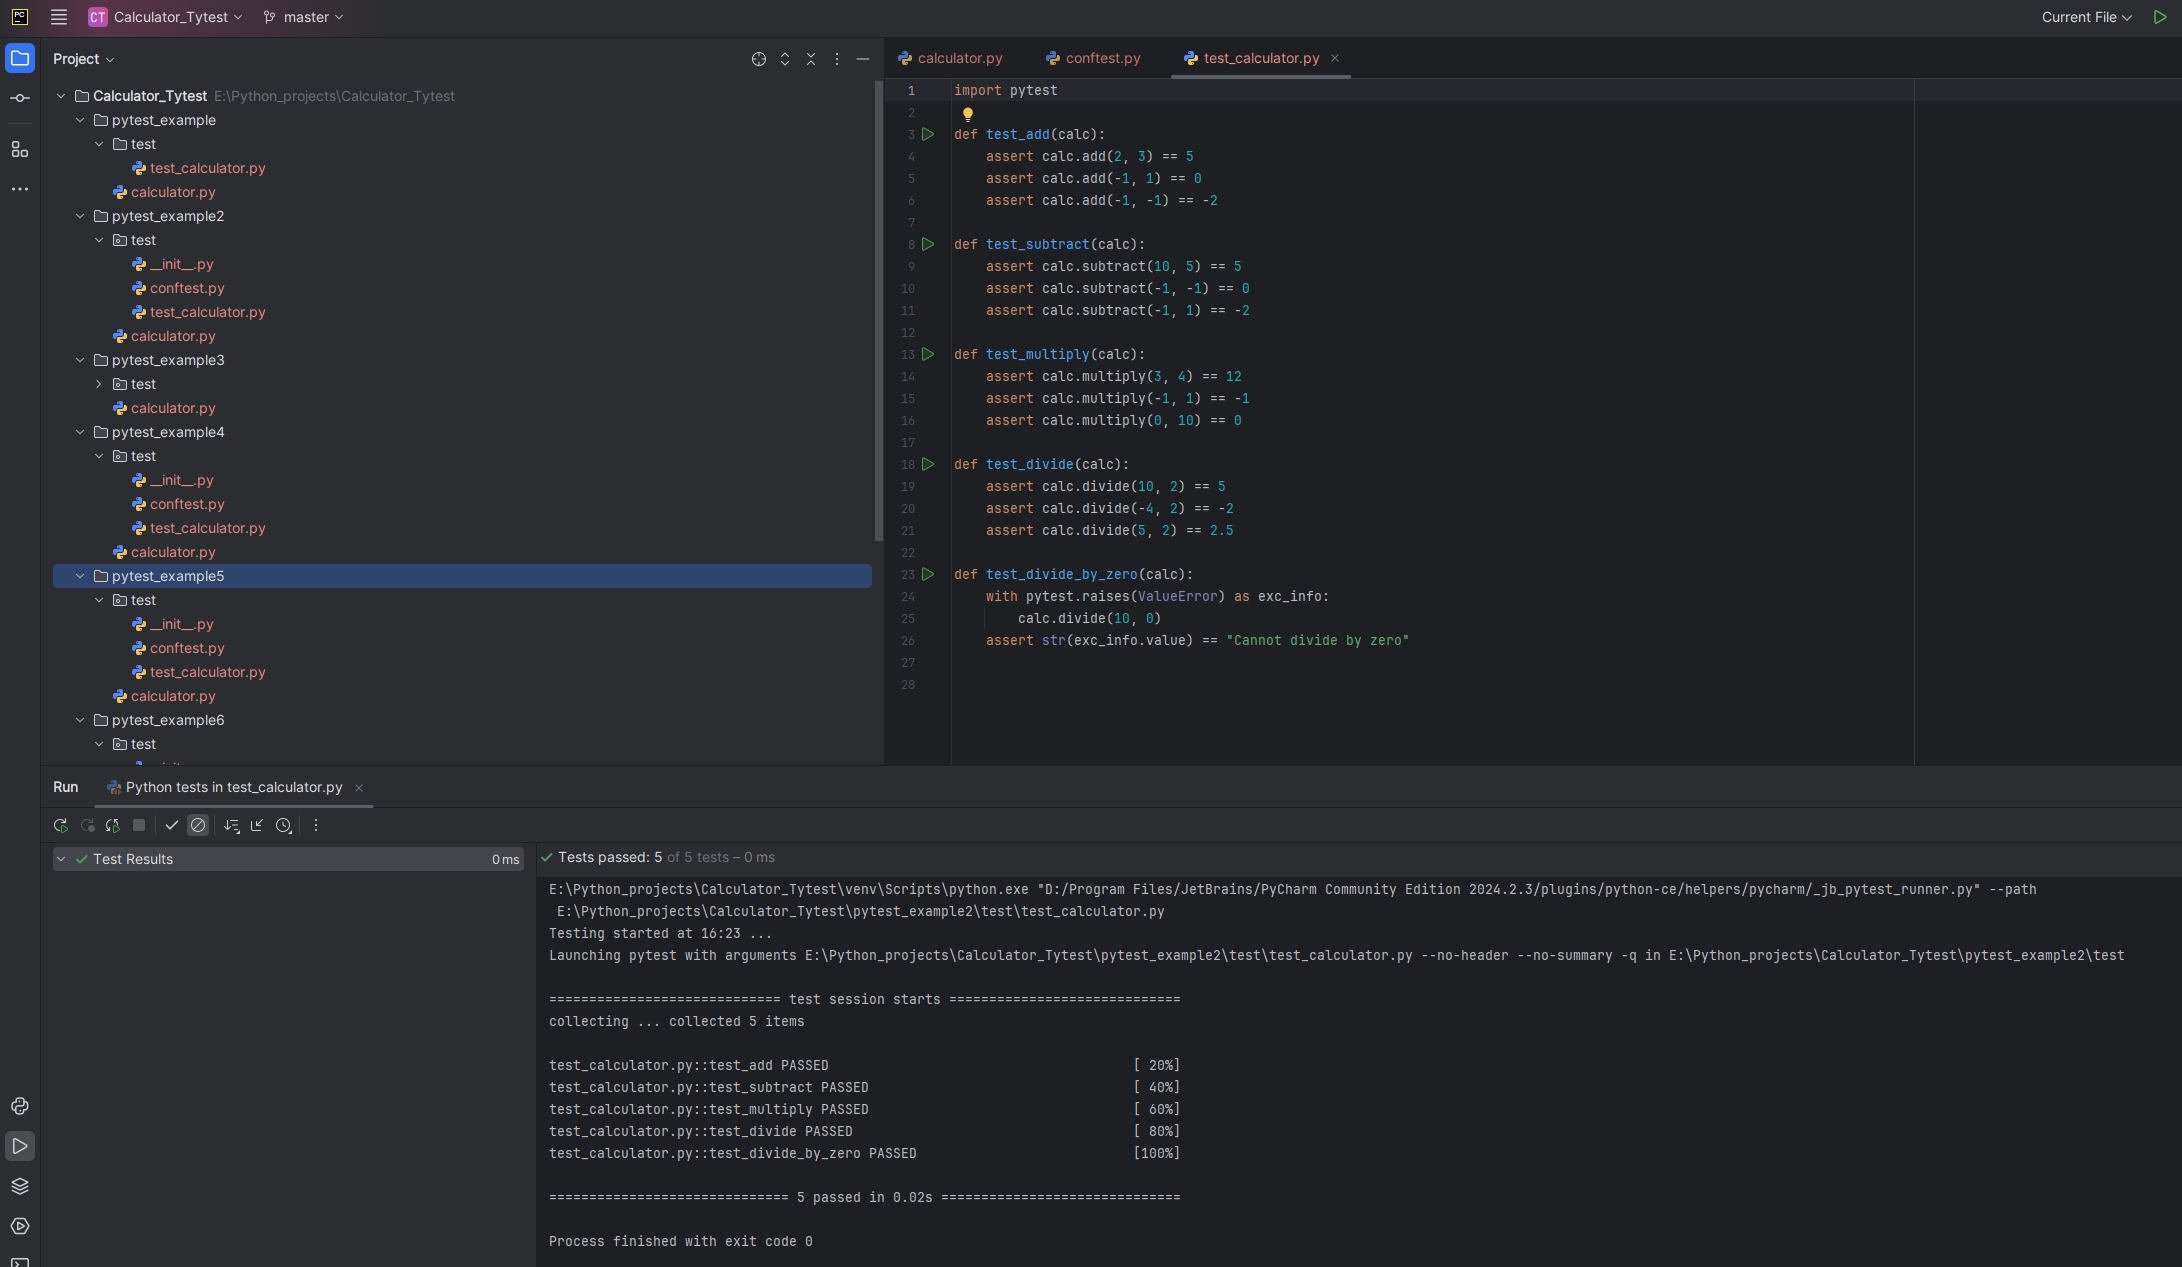 PC
CT Calculator_Tytest master Current File
Project
Calculator_Tytest E:\Python_projects\Calculator_Tytest
pytest_example
test
test_calculator.py
calculator.py
pytest_example2
test
__init__.py
conftest.py
test_calculator.py
calculator.py
pytest_example3
test
calculator.py
pytest_example4
test
__init__.py
conftest.py
test_calculator.py
calculator.py
pytest_example5
test
__init__.py
conftest.py
test_calculator.py
calculator.py
pytest_example6
test
calculator.py conftest.py test_calculator.py
1 import pytest
2
3 def test_add(calc):
4 assert calc.add(2, 3) == 5
5 assert calc.add(-1, 1) == 0
6 assert calc.add(-1, -1) == -2
7
8 def test_subtract(calc):
9 assert calc.subtract(10, 5) == 5
10 assert calc.subtract(-1, -1) == 0
11 assert calc.subtract(-1, 1) == -2
12
13 def test_multiply(calc):
14 assert calc.multiply(3, 4) == 12
15 assert calc.multiply(-1, 1) == -1
16 assert calc.multiply(0, 10) == 0
17
18 def test_divide(calc):
19 assert calc.divide(10, 2) == 5
20 assert calc.divide(-4, 2) == -2
21 assert calc.divide(5, 2) == 2.5
22
23 def test_divide_by_zero(calc):
24 with pytest.raises(ValueError) as exc_info:
25 calc.divide(10, 0)
26 assert str(exc_info.value) == "Cannot divide by zero"
27
28
Run Python tests in test_calculator.py
Test Results 0 ms
Tests passed: 5 of 5 tests – 0 ms
E:\Python_projects\Calculator_Tytest\venv\Scripts\python.exe "D:/Program Files/JetBrains/PyCharm Community Edition 2024.2.3/plugins/python-ce/helpers/pycharm/_jb_pytest_runner.py" --path
E:\Python_projects\Calculator_Tytest\pytest_example2\test\test_calculator.py
Testing started at 16:23 ...
Launching pytest with arguments E:\Python_projects\Calculator_Tytest\pytest_example2\test\test_calculator.py --no-header --no-summary -q in E:\Python_projects\Calculator_Tytest\pytest_example2\test
============================= test session starts =============================
collecting ... collected 5 items
test_calculator.py::test_add PASSED [ 20%]
test_calculator.py::test_subtract PASSED [ 40%]
test_calculator.py::test_multiply PASSED [ 60%]
test_calculator.py::test_divide PASSED [ 80%]
test_calculator.py::test_divide_by_zero PASSED [100%]
============================== 5 passed in 0.02s ==============================
Process finished with exit code 0